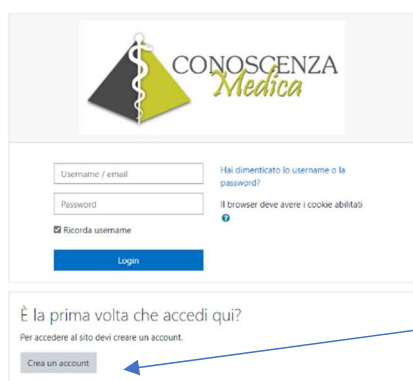 CONOSCENZA
Medica
Username / email
Hai dimenticato lo username o la
password?
Password
Il browser deve avere i cookie abilitati
Ricorda username
Login
È la prima volta che accedi qui?
Per accedere al sito devi creare un account.
Crea un account